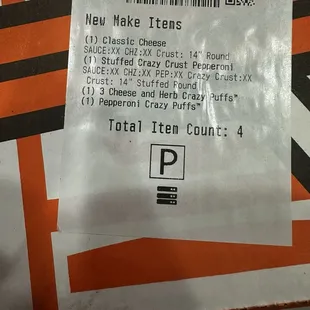 New Make Items
(1) Classic Cheese
SAUCE:XX CHZ:XX Crust: 14" Round
(1) Stuffed Crazy Crust Pepperoni
SAUCE:XX CHZ:XX PEP:XX Crazy Crust:XX
Crust: 14" Stuffed Round
(1) 3 Cheese and Herb Crazy Puffs™
(1) Pepperoni Crazy Puffs™
Total Item Count: 4
P